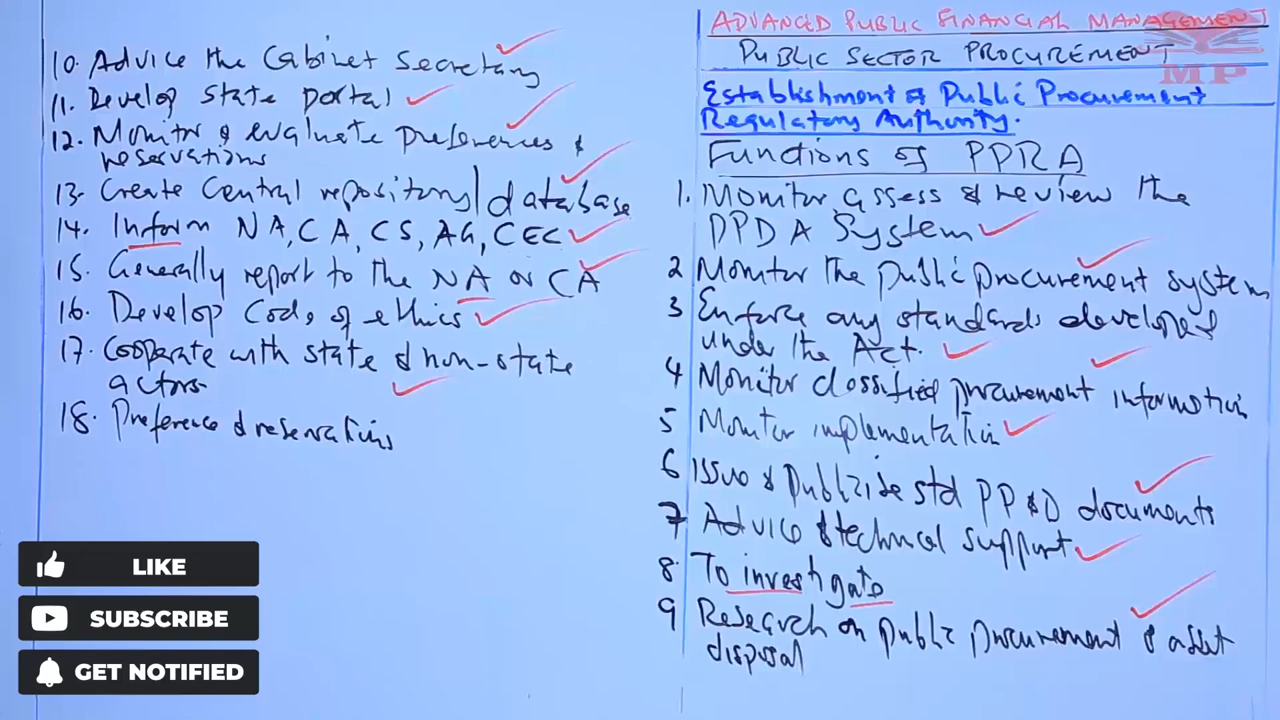 ADVANCED PUBLIC FINANCIAL MANAGEMENT
PUBLIC SECTOR PROCUREMENT
MP
Establishment of Public Procurement
Regulatory Authority.
Functions of PPRA
1. Monitor assess & review the
PPDA System
2 Monitor the public procurement system
3 Enforce any standards developed
under the Act.
4 Monitor classified procurement information
5 Monitor implementation
6 Issue & publicise std PP&D documents
7 Advice & technical support
8. To investigate
9 Research on public procurement & asset
disposal
10. Advice the Cabinet Secretary
11. Develop state portal
12. Monitor & evaluate preferences &
reservations
13. Create Central repository/database
14. Inform NA, CA, CS, AG, CEC
15. Generally report to the NA or CA
16. Develop Code of ethics
17. Cooperate with state & non-state
actors
18. Preference & reservations
LIKE
SUBSCRIBE
GET NOTIFIED